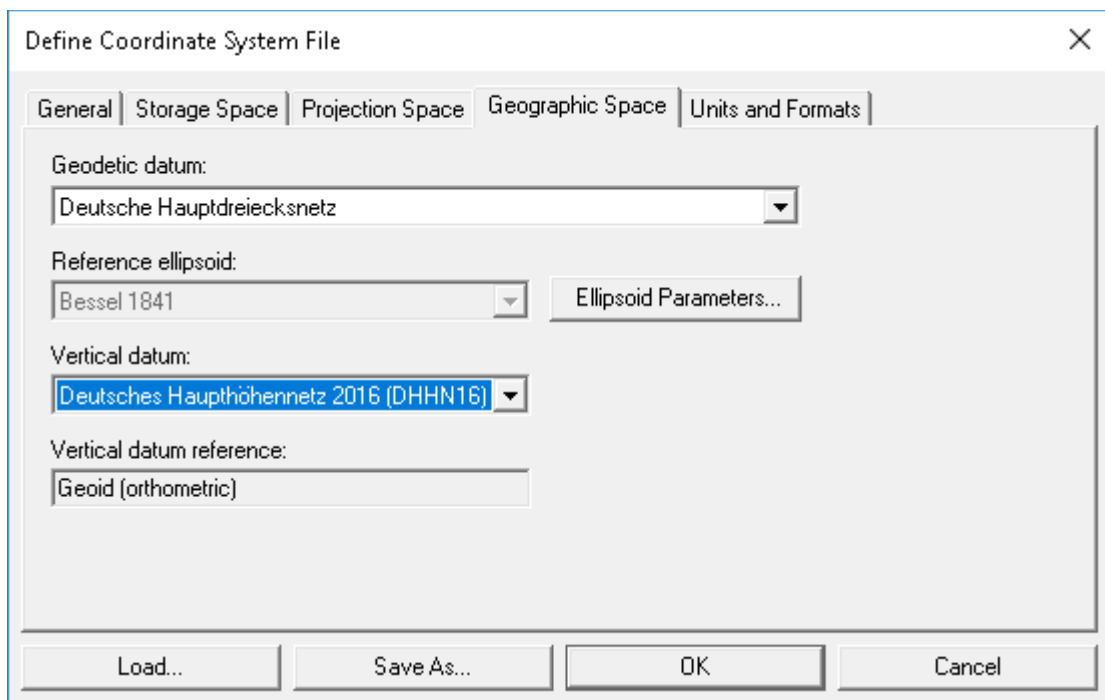 Define Coordinate System File
General Storage Space Projection Space Geographic Space Units and Formats
Geodetic datum:
Deutsche Hauptdreiecksnetz
Reference ellipsoid:
Bessel 1841 Ellipsoid Parameters...
Vertical datum:
Deutsches Haupthöhennetz 2016 (DHHN16)
Vertical datum reference:
Geoid (orthometric)
Load... Save As... OK Cancel